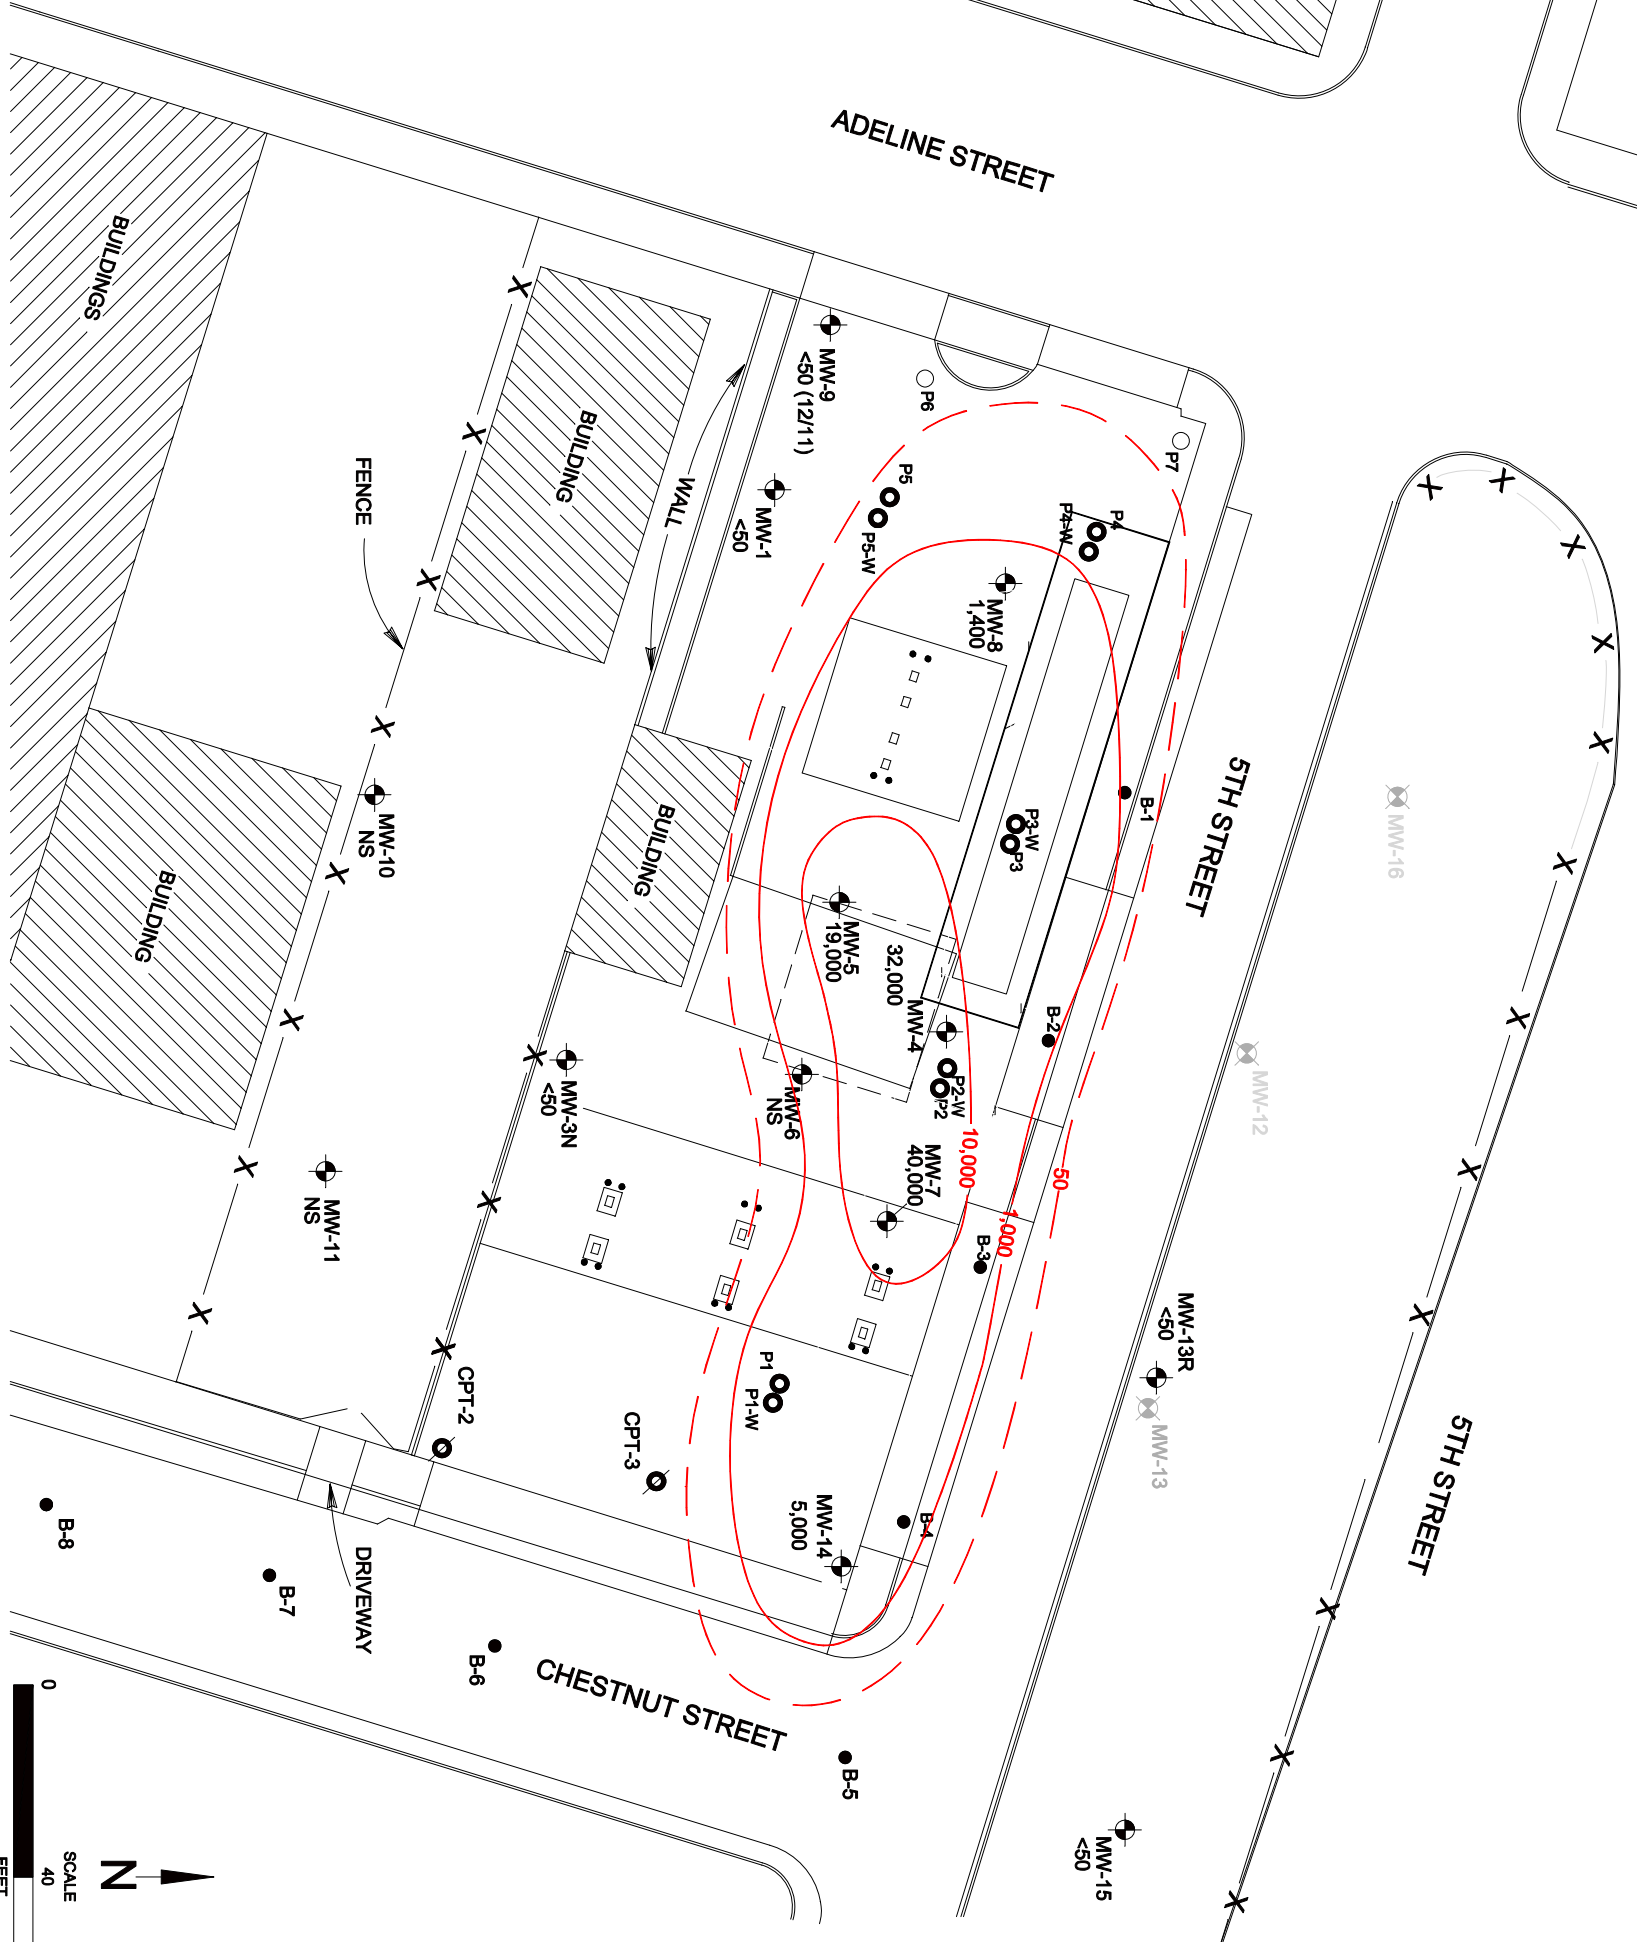 ADELINE STREET
BUILDINGS
BUILDING
WALL
FENCE
MW-9
<50 (12/11)
P6
P7
MW-1
<50
P5
P5-W
P4
P4-W
MW-8
1,400
5TH STREET
B-1
MW-16
P3-W
P3
BUILDING
BUILDING
MW-10
NS
MW-5
19,000
32,000
MW-4
B-2
MW-12
P2-W
P2
MW-6
NS
MW-3N
<50
MW-7
40,000
10,000
50
1,000
B-3
MW-11
NS
MW-13R
<50
MW-13
P1
P1-W
CPT-2
CPT-3
MW-14
5,000
B-4
5TH STREET
B-8
B-7
DRIVEWAY
B-6
CHESTNUT STREET
B-5
MW-15
<50
0
40
SCALE
FEET
N